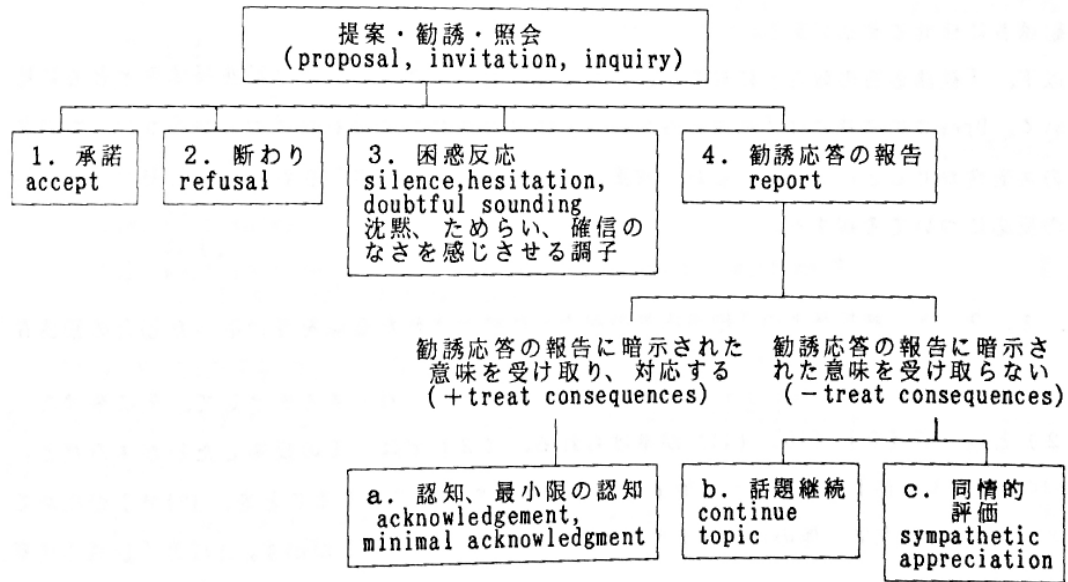 提案・勧誘・照会
(proposal, invitation, inquiry)
1. 承諾
accept
2. 断わり
refusal
3. 困惑反応
silence,hesitation,
doubtful sounding
沈黙、ためらい、確信の
なさを感じさせる調子
4. 勧誘応答の報告
report
勧誘応答の報告に暗示された
意味を受け取り、対応する
(+treat consequences)
勧誘応答の報告に暗示さ
れた意味を受け取らない
(-treat consequences)
a. 認知、最小限の認知
acknowledgement,
minimal acknowledgment
b. 話題継続
continue
topic
c. 同情的
評価
sympathetic
appreciation